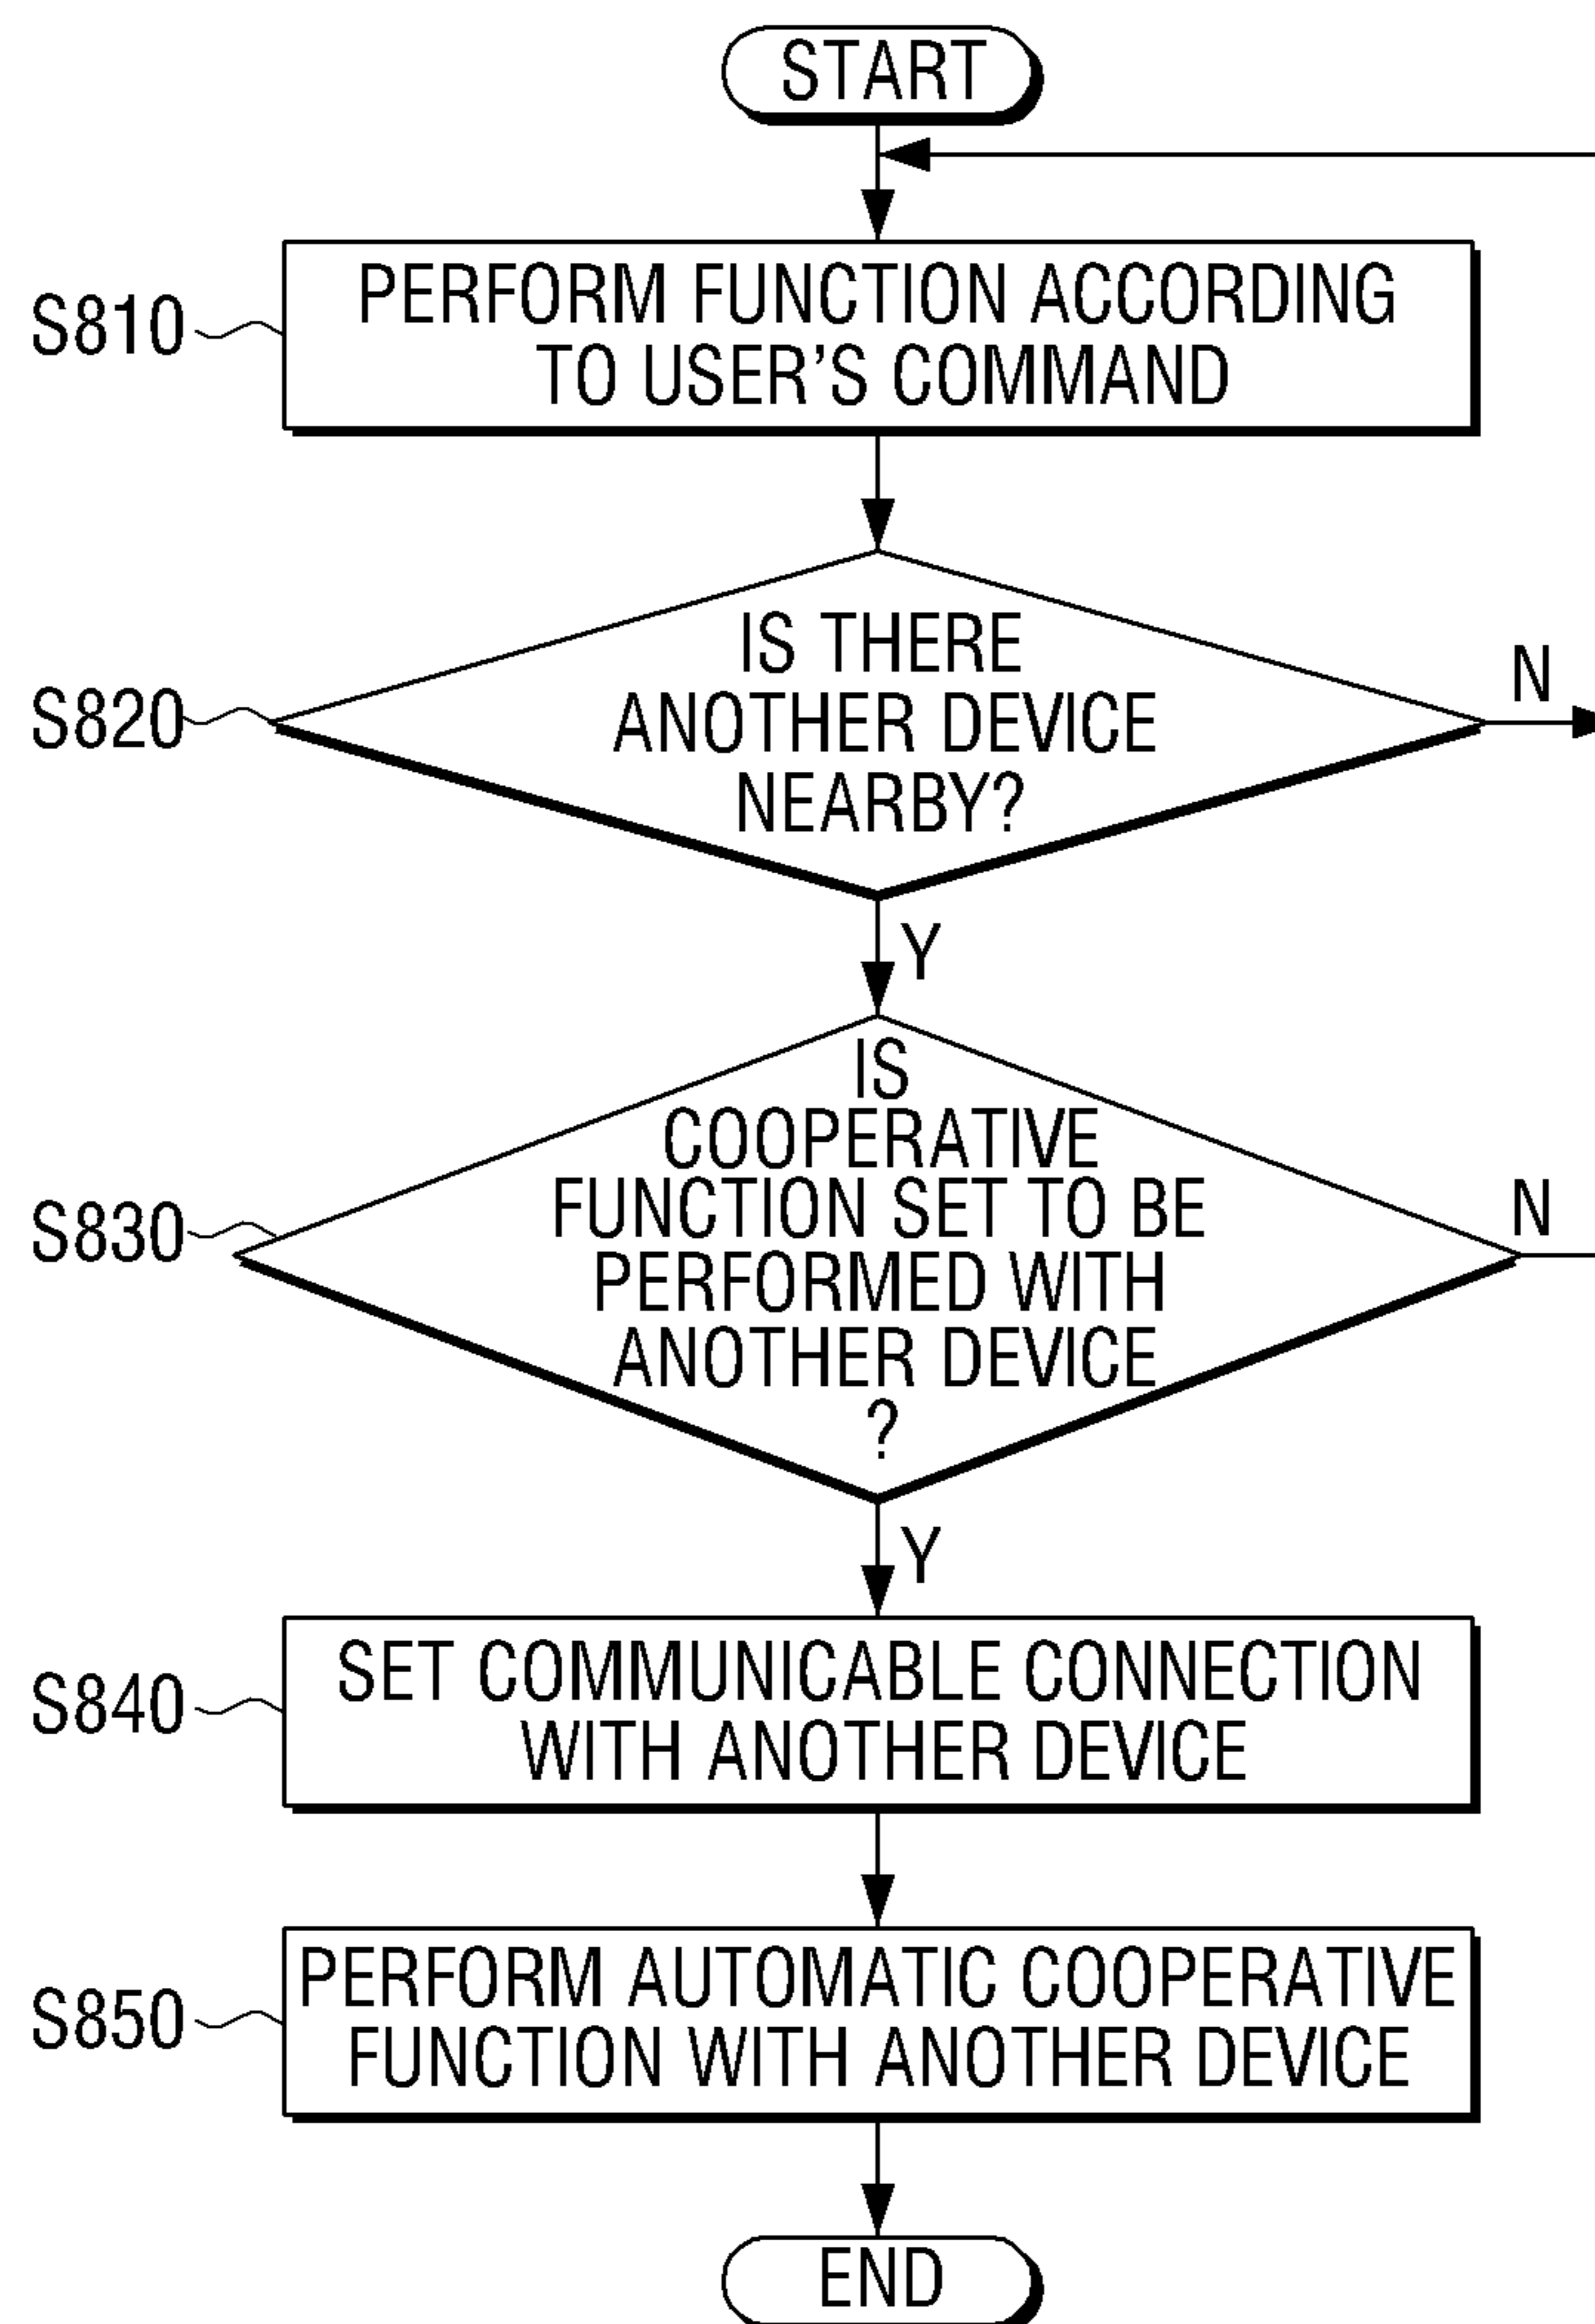 START
S810
PERFORM FUNCTION ACCORDING
TO USER'S COMMAND
S820
IS THERE
ANOTHER DEVICE
NEARBY?
N
Y
S830
IS
COOPERATIVE
FUNCTION SET TO BE
PERFORMED WITH
ANOTHER DEVICE
?
N
Y
S840
SET COMMUNICABLE CONNECTION
WITH ANOTHER DEVICE
S850
PERFORM AUTOMATIC COOPERATIVE
FUNCTION WITH ANOTHER DEVICE
END